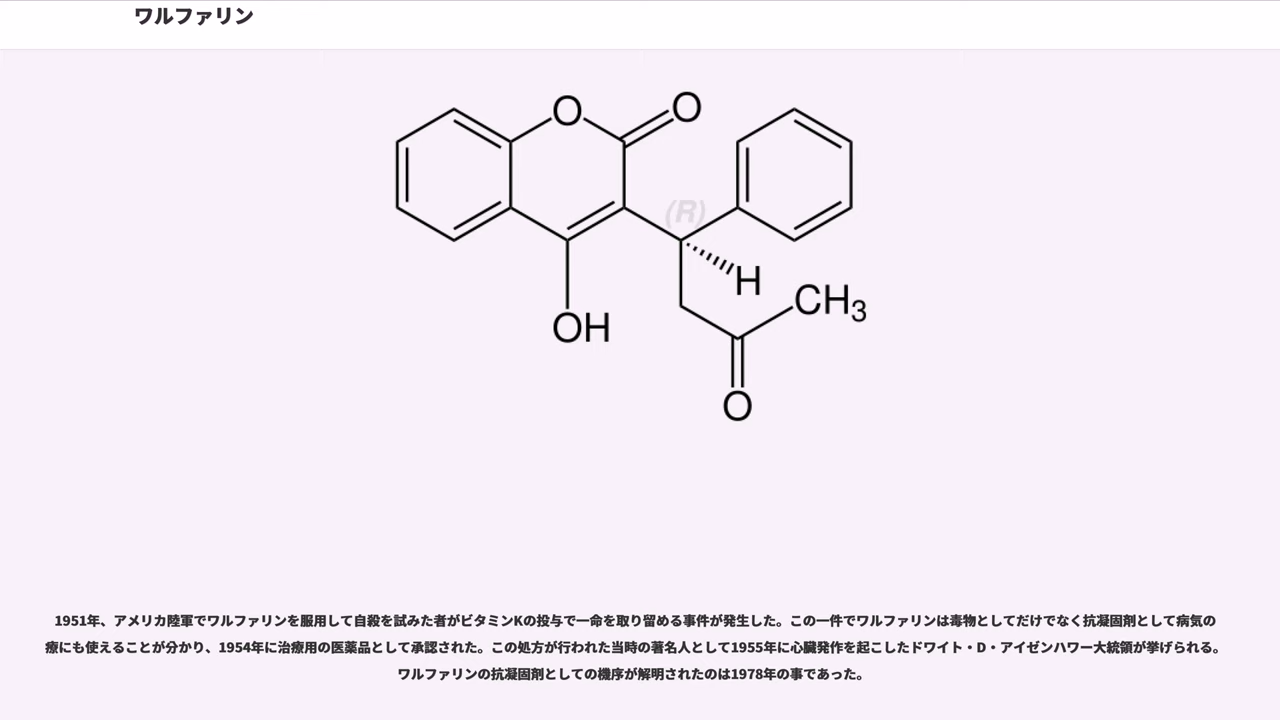 ワルファリン
O
O
(R)
H
CH3
OH
O
1951年、アメリカ陸軍でワルファリンを服用して自殺を試みた者がビタミンKの投与で一命を取り留める事件が発生した。この一件でワルファリンは毒物としてだけでなく抗凝固剤として病気の
療にも使えることが分かり、1954年に治療用の医薬品として承認された。この処方が行われた当時の著名人として1955年に心臓発作を起こしたドワイト・D・アイゼンハワー大統領が挙げられる。
ワルファリンの抗凝固剤としての機序が解明されたのは1978年の事であった。